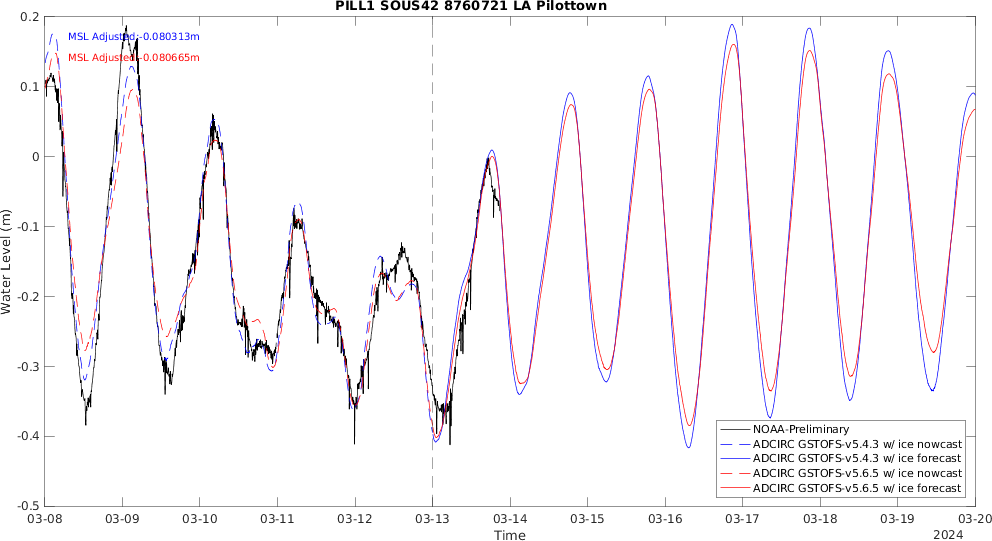 PILL1 SOUS42 8760721 LA Pilottown
MSL Adjusted -0.080313m
MSL Adjusted -0.080665m
0.2
0.1
0
-0.1
-0.2
-0.3
-0.4
-0.5
Water Level (m)
NOAA-Preliminary
ADCIRC GSTOFS-v5.4.3 w/ ice nowcast
ADCIRC GSTOFS-v5.4.3 w/ ice forecast
ADCIRC GSTOFS-v5.6.5 w/ ice nowcast
ADCIRC GSTOFS-v5.6.5 w/ ice forecast
03-08 03-09 03-10 03-11 03-12 03-13 03-14 03-15 03-16 03-17 03-18 03-19 03-20
Time
2024